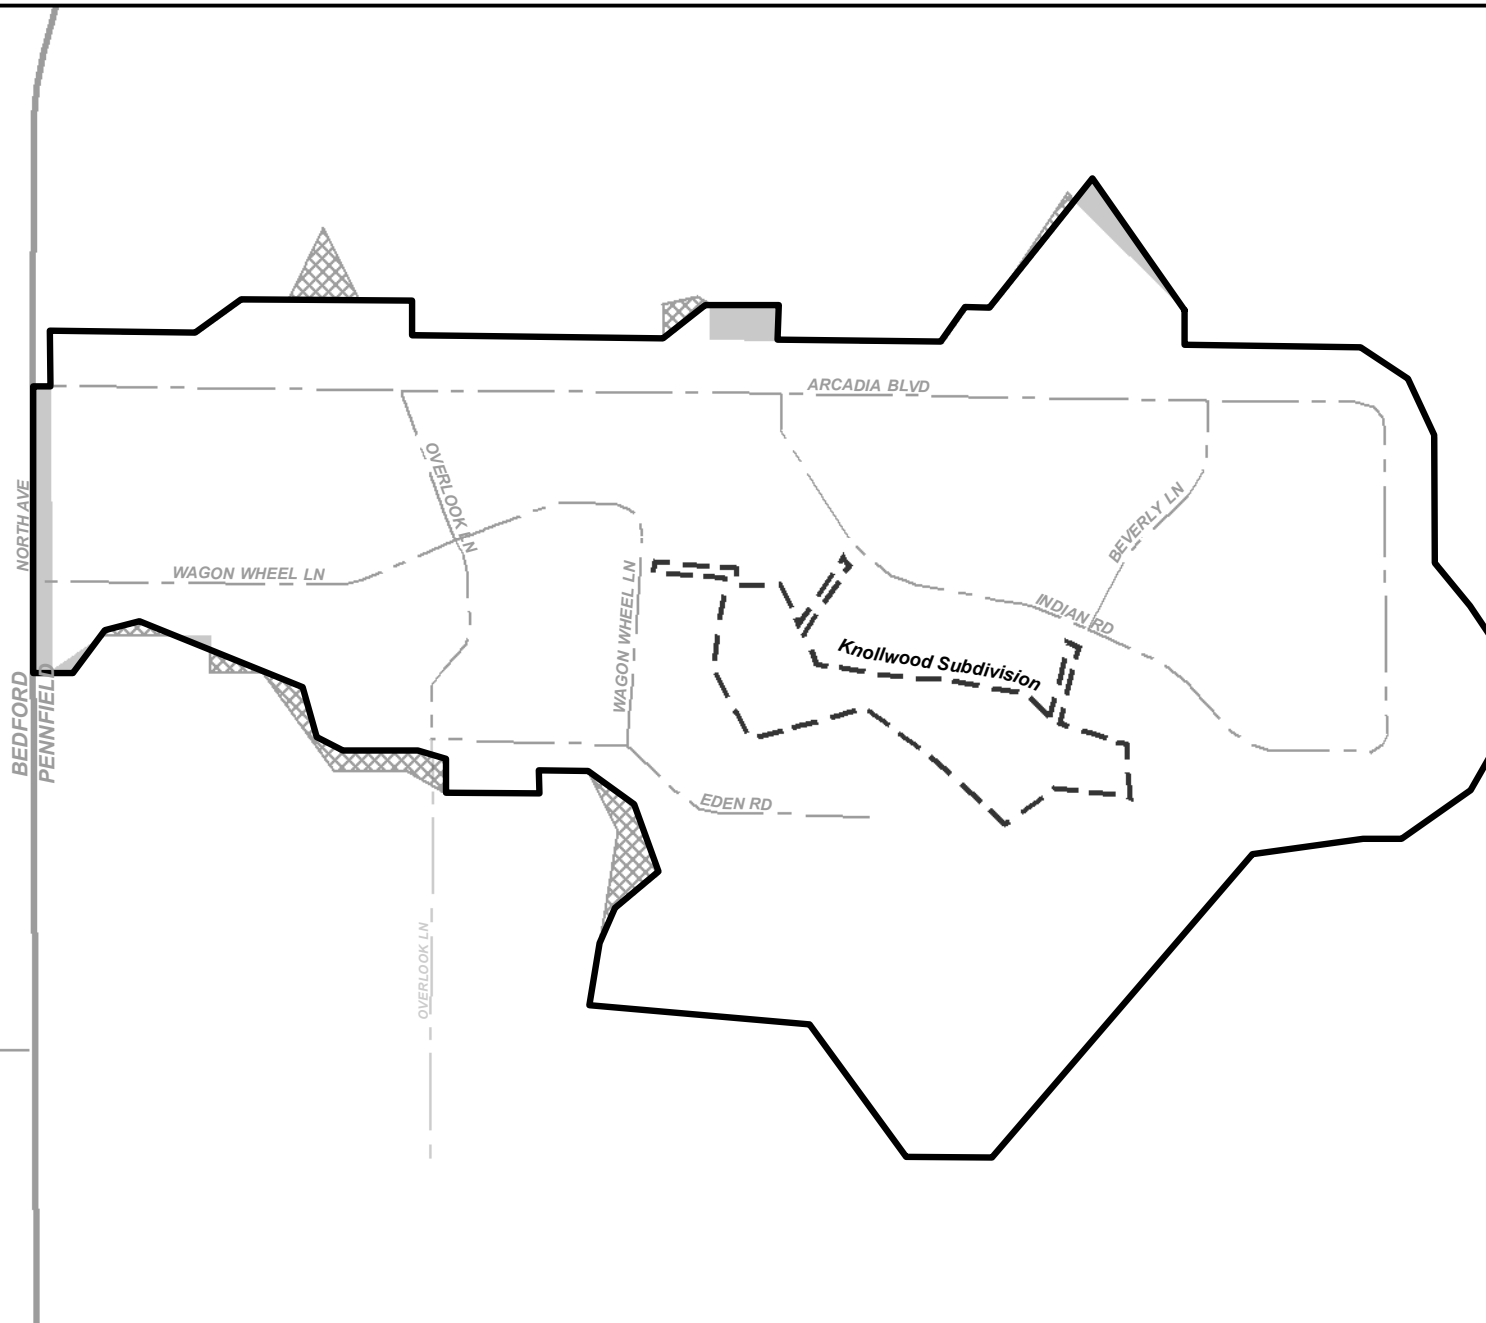 ARCADIA BLVD
OVERLOOK LN
NORTH AVE
BEVERLY LN
WAGON WHEEL LN
WAGON WHEEL LN
INDIAN RD
Knollwood Subdivision
BEDFORD
PENNFIELD
EDEN RD
OVERLOOK LN